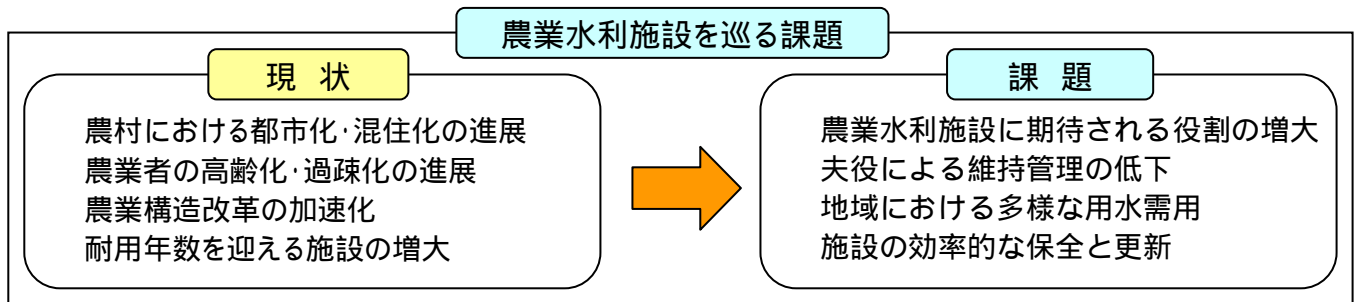 農業水利施設を巡る課題
現 状
農村における都市化・混住化の進展
農業者の高齢化・過疎化の進展
農業構造改革の加速化
耐用年数を迎える施設の増大
課 題
農業水利施設に期待される役割の増大
夫役による維持管理の低下
地域における多様な用水需用
施設の効率的な保全と更新